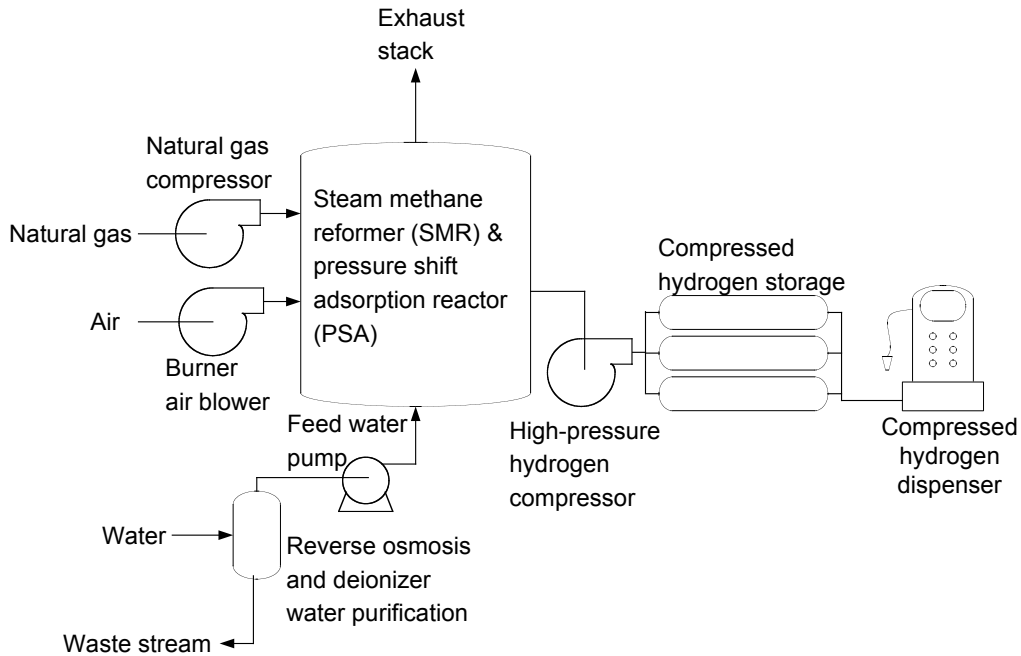 Exhaust
stack
Natural gas
compressor
Natural gas
Steam methane
reformer (SMR) &
pressure shift
adsorption reactor
(PSA)
Air
Burner
air blower
Compressed
hydrogen storage
Feed water
pump
High-pressure
hydrogen
compressor
Compressed
hydrogen
dispenser
Water
Reverse osmosis
and deionizer
water purification
Waste stream